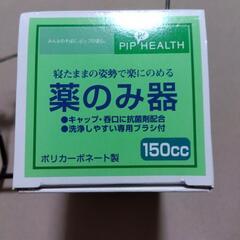 PIP HEALTH
寝たままの姿勢で楽にのめる
薬のみ器
●キャップ・吞口に抗菌剤配合
●洗浄しやすい専用ブラシ付
ポリカーボネート製
150cc